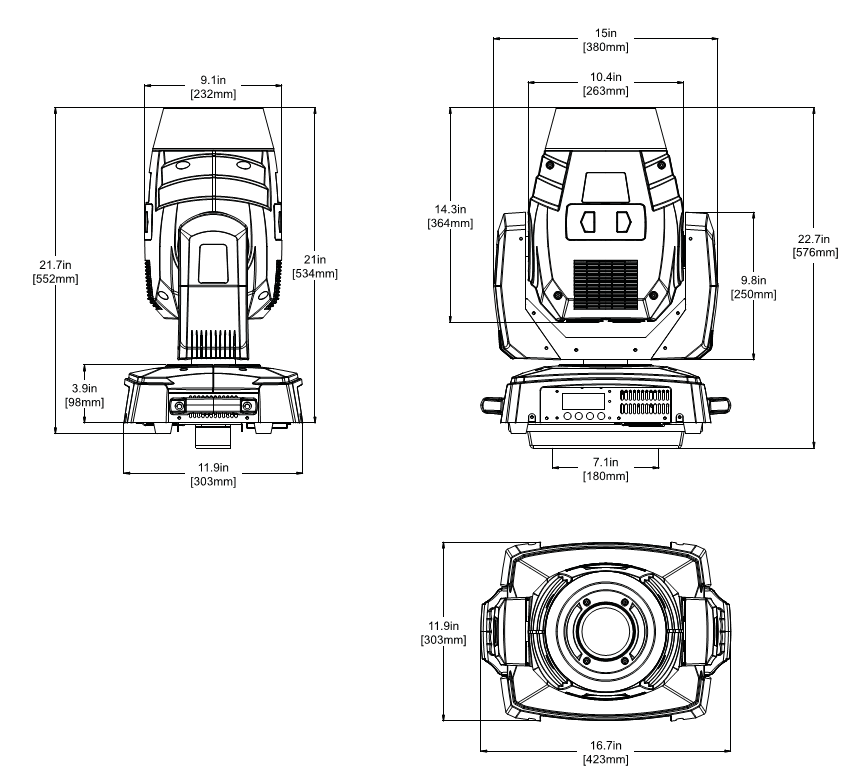 15in
[380mm]
9.1in
[232mm]
10.4in
[263mm]
14.3in
[364mm]
22.7in
[576mm]
21.7in
[552mm]
21in
[534mm]
9.8in
[250mm]
3.9in
[98mm]
11.9in
[303mm]
7.1in
[180mm]
11.9in
[303mm]
16.7in
[423mm]